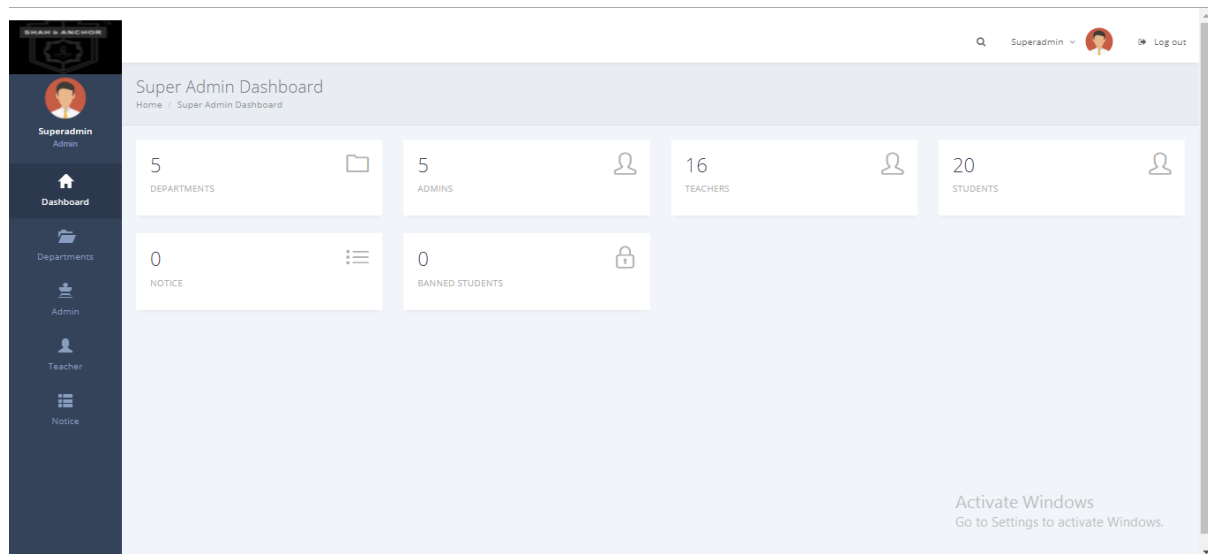 SHAH & ANCHOR
Superadmin
Log out
Super Admin Dashboard
Home / Super Admin Dashboard
Superadmin
Admin
Dashboard
Departments
Admin
Teacher
Notice
5
DEPARTMENTS
5
ADMINS
16
TEACHERS
20
STUDENTS
0
NOTICE
0
BANNED STUDENTS
Activate Windows
Go to Settings to activate Windows.